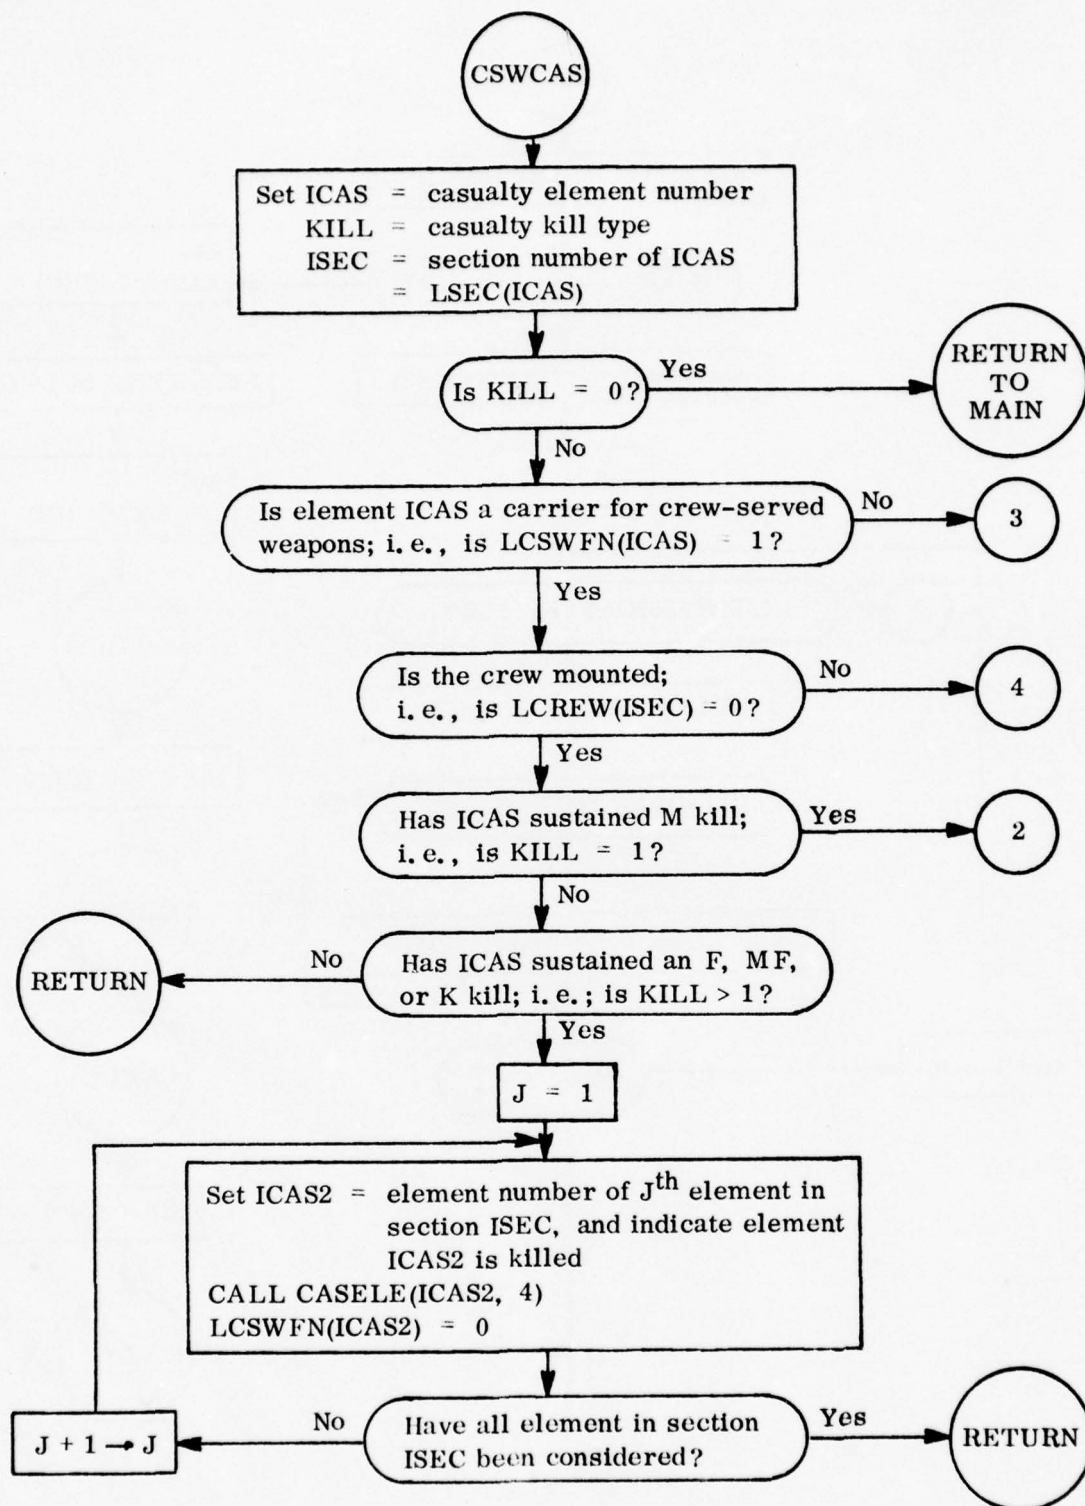 CSWCAS
Set ICAS = casualty element number
KILL = casualty kill type
ISEC = section number of ICAS
= LSEC(ICAS)
Is KILL = 0?
Yes
RETURN
TO
MAIN
No
Is element ICAS a carrier for crew-served
weapons; i.e., is LCSWFN(ICAS) = 1?
No
3
Yes
Is the crew mounted;
i.e., is LCREW(ISEC) = 0?
No
4
Yes
Has ICAS sustained M kill;
i.e., is KILL = 1?
Yes
2
No
Has ICAS sustained an F, MF,
or K kill; i.e.; is KILL > 1?
No
RETURN
Yes
J = 1
Set ICAS2 = element number of Jth element in
section ISEC, and indicate element
ICAS2 is killed
CALL CASELE(ICAS2, 4)
LCSWFN(ICAS2) = 0
Have all element in section
ISEC been considered?
No
J + 1 → J
Yes
RETURN